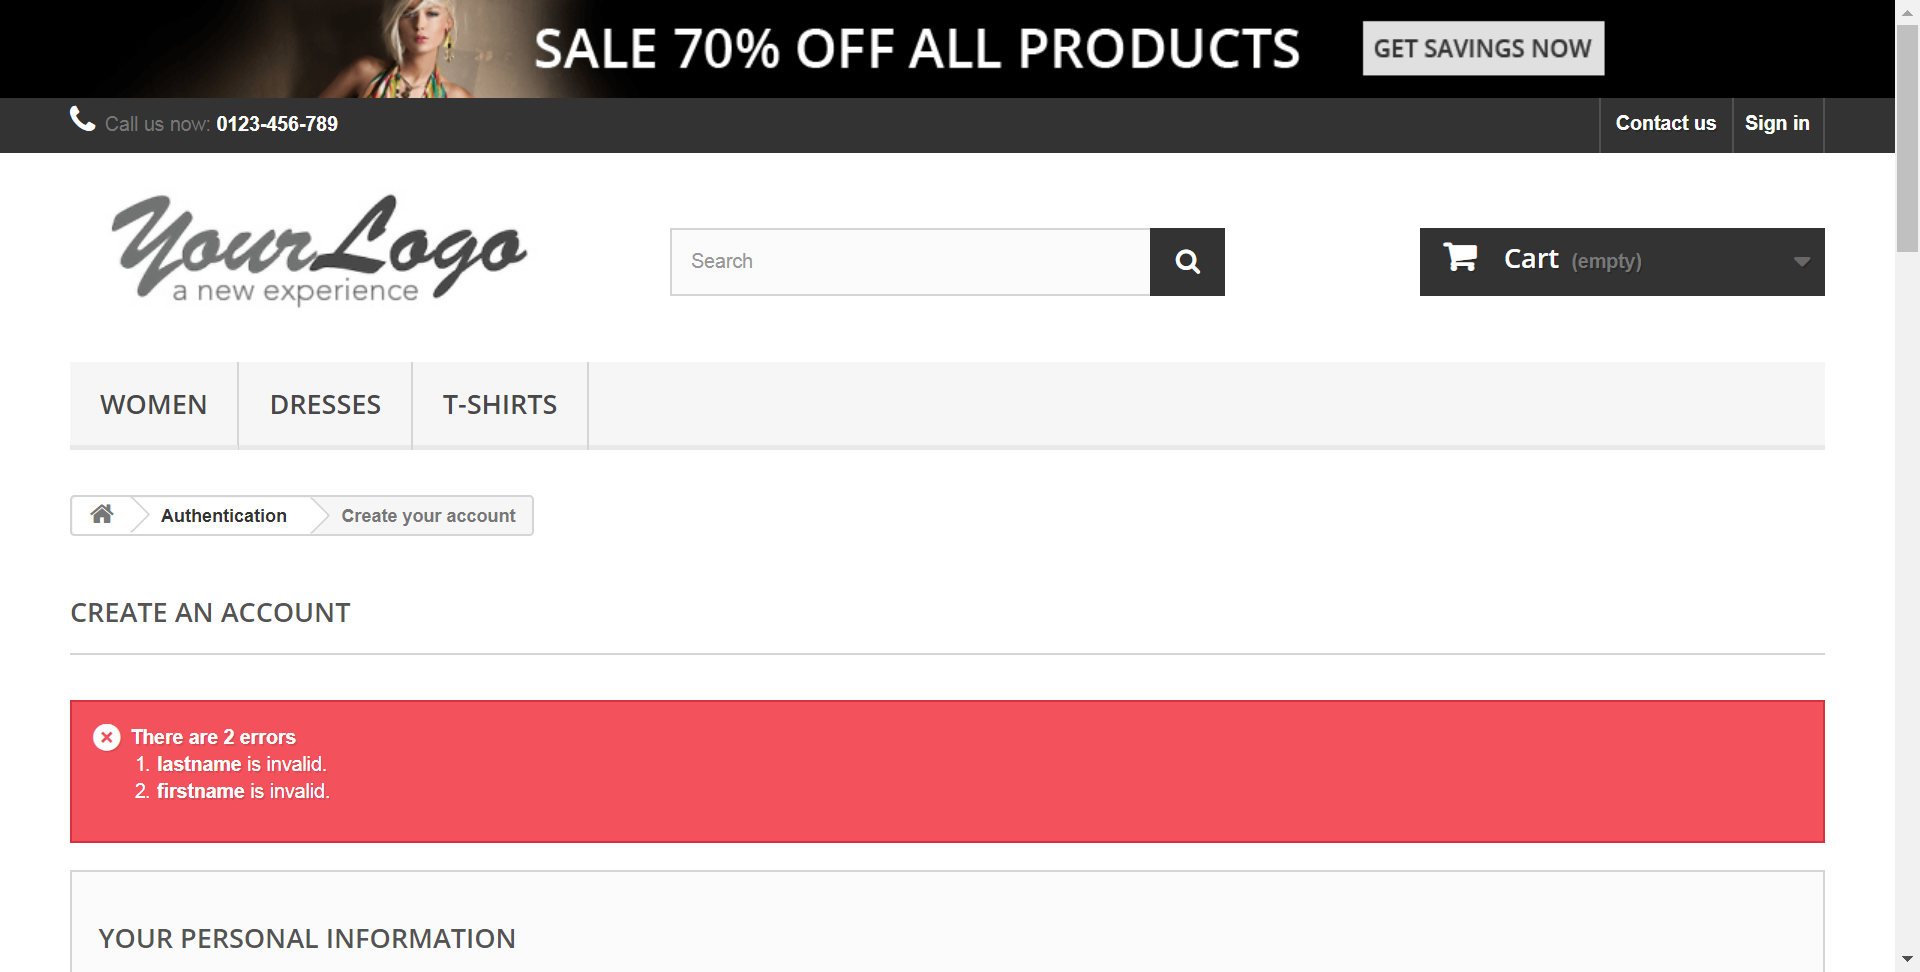 SALE 70% OFF ALL PRODUCTS
GET SAVINGS NOW
Call us now: 0123-456-789
Contact us
Sign in
YourLogo
a new experience
Search
Cart (empty)
WOMEN
DRESSES
T-SHIRTS
Authentication
Create your account
CREATE AN ACCOUNT
There are 2 errors
1. lastname is invalid.
2. firstname is invalid.
YOUR PERSONAL INFORMATION